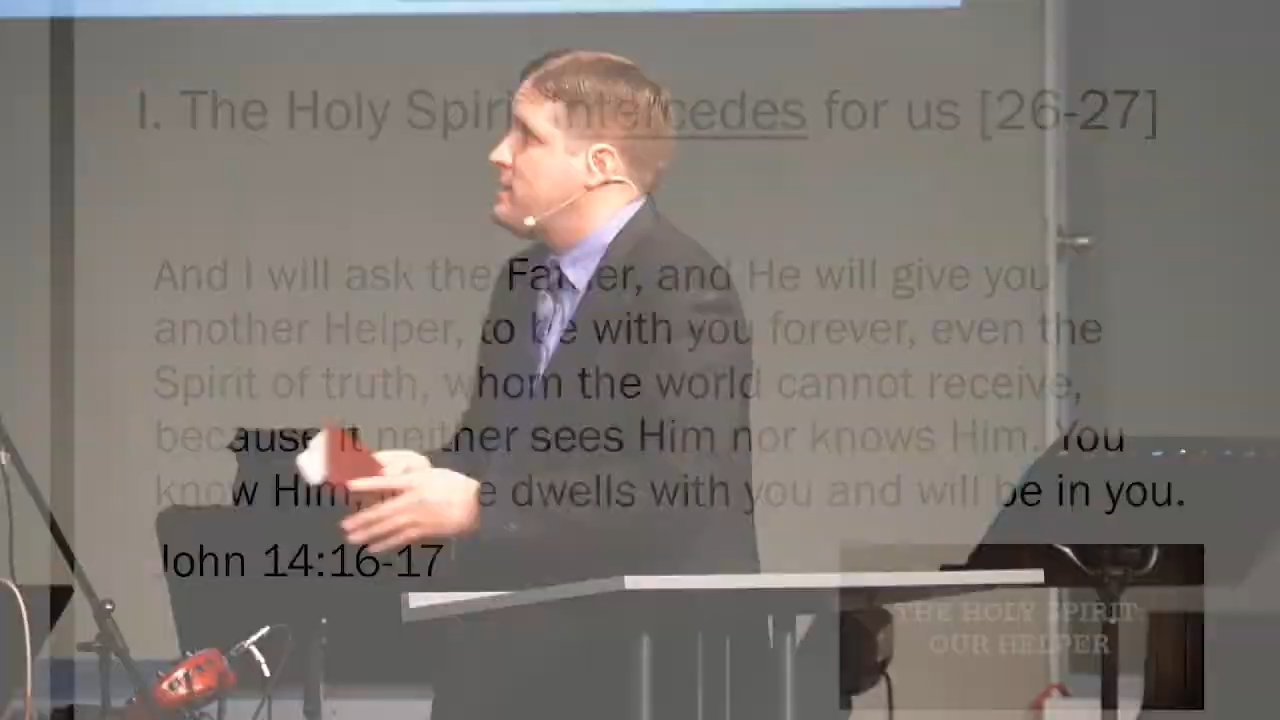 I. The Holy Spirit intercedes for us [26-27]
And I will ask the Father, and He will give you
another Helper, to be with you forever, even the
Spirit of truth, whom the world cannot receive,
because it neither sees Him nor knows Him. You
know Him, he dwells with you and will be in you.
John 14:16-17
THE HOLY SPIRIT
OUR HELPER